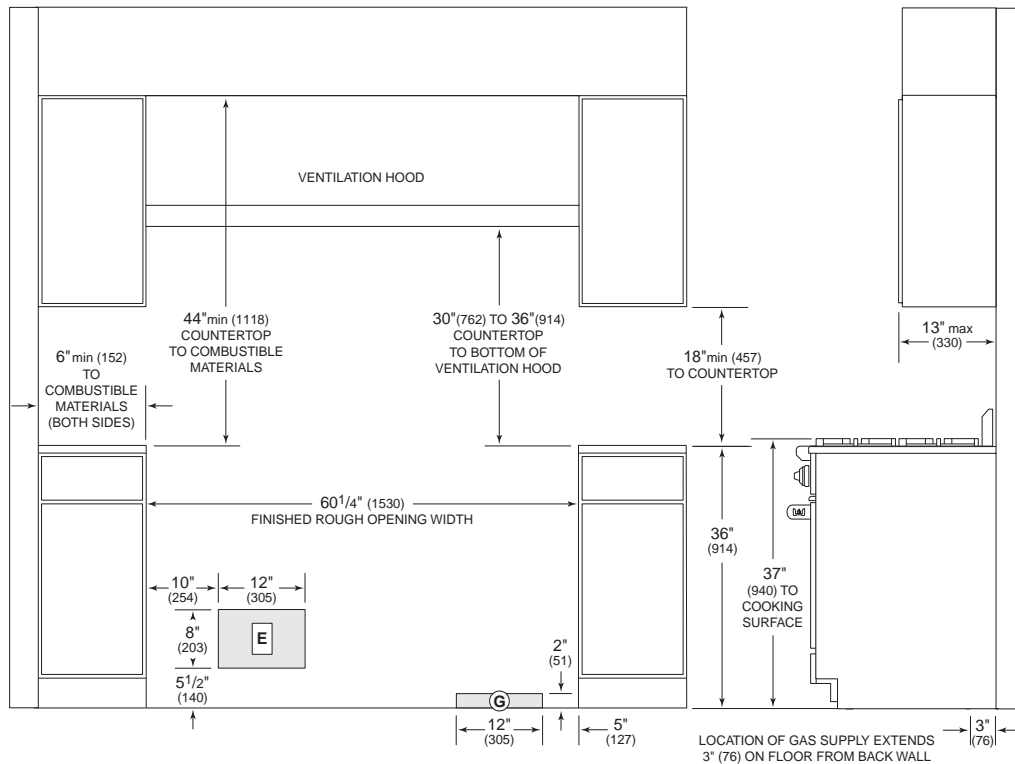 VENTILATION HOOD
44"min (1118)
COUNTERTOP
TO COMBUSTIBLE
MATERIALS
30"(762) TO 36"(914)
COUNTERTOP
TO BOTTOM OF
VENTILATION HOOD
13" max
(330)
18"min (457)
TO COUNTERTOP
6"min (152)
TO
COMBUSTIBLE
MATERIALS
(BOTH SIDES)
60 1/4" (1530)
FINISHED ROUGH OPENING WIDTH
36"
(914)
37"
(940) TO
COOKING
SURFACE
10"
(254)
12"
(305)
8"
(203)
E
5 1/2"
(140)
2"
(51)
G
12"
(305)
5"
(127)
3"
(76)
LOCATION OF GAS SUPPLY EXTENDS
3" (76) ON FLOOR FROM BACK WALL